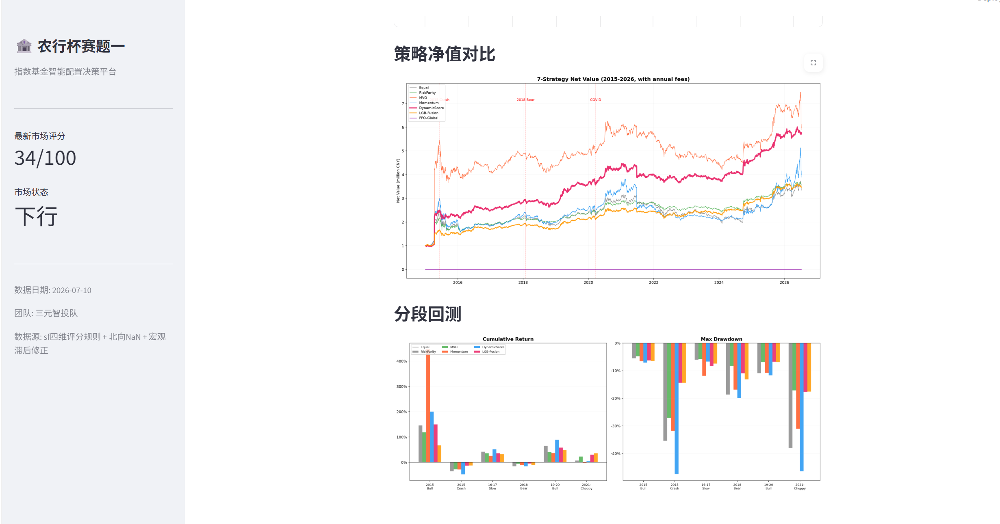 农行杯赛题一
指数基金智能配置决策平台
最新市场评分
34/100
市场状态
下行
数据日期: 2026-07-10
团队: 三元智投队
数据源: sf四维评分规则 + 北向NaN + 宏观
滞后修正
策略净值对比
7-Strategy Net Value (2015-2026, with annual fees)
Equal
RiskParity
MVO
Momentum
DynamicScore
LGB-Fusion
PPO-Global
2018 Bear
COVID
Net Value (million CNY)
7
6
5
4
3
2
1
0
2016 2018 2020 2022 2024 2026
分段回测
Cumulative Return
Equal MVO DynamicScore
RiskParity Momentum LGB-Fusion
400%
300%
200%
100%
0%
2015 2015 16-17 2018 19-20 2021-
Bull Crash Slow Bear Bull Choppy
Max Drawdown
0%
-10%
-20%
-30%
-40%
2015 2015 16-17 2018 19-20 2021-
Bull Crash Slow Bear Bull Choppy